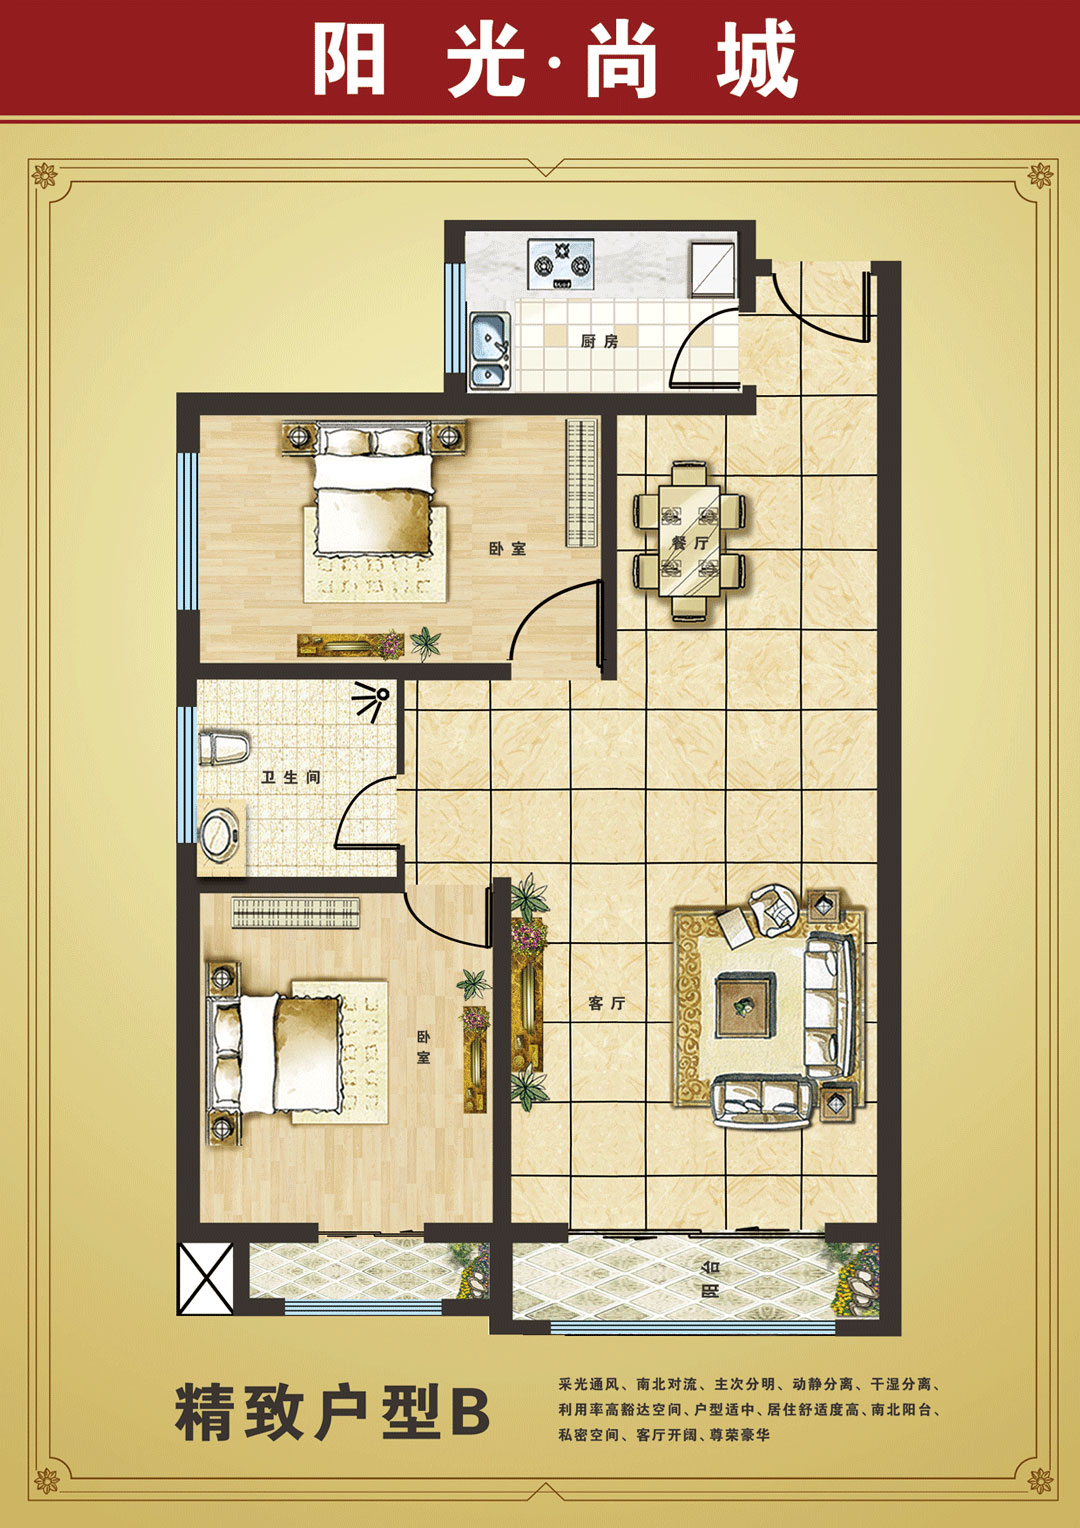 阳光·尚城
厨房
卧室
餐厅
卫生间
客厅
卧室
阳台
精致户型B
采光通风、南北对流、主次分明、动静分离、干湿分离、
利用率高豁达空间、户型适中、居住舒适度高、南北阳台、
私密空间、客厅开阔、尊荣豪华